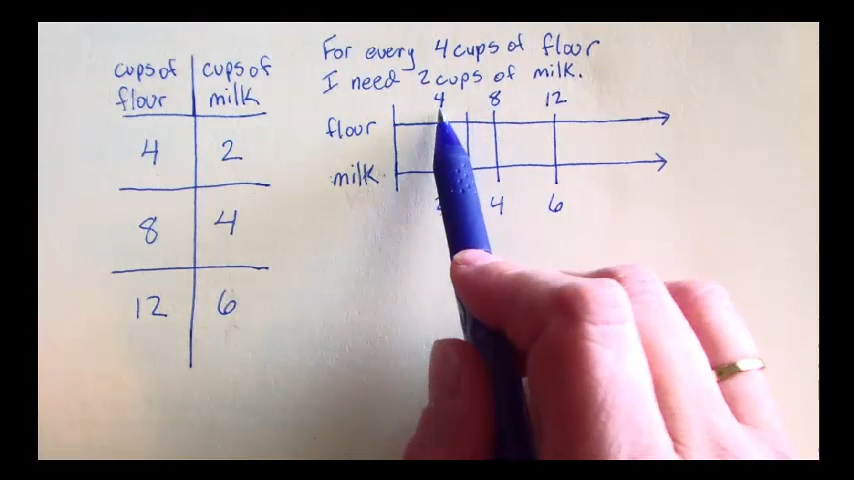 For every 4 cups of flour
I need 2 cups of milk.
cups of flour cups of milk
4 2
8 4
12 6
4 8 12
flour
milk
4 6